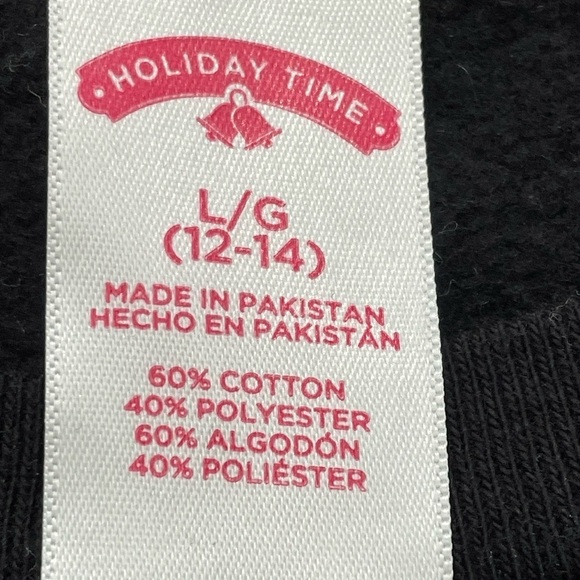 HOLIDAY TIME
L/G
(12-14)
MADE IN PAKISTAN
HECHO EN PAKISTÁN
60% COTTON
40% POLYESTER
60% ALGODÓN
40% POLIÉSTER